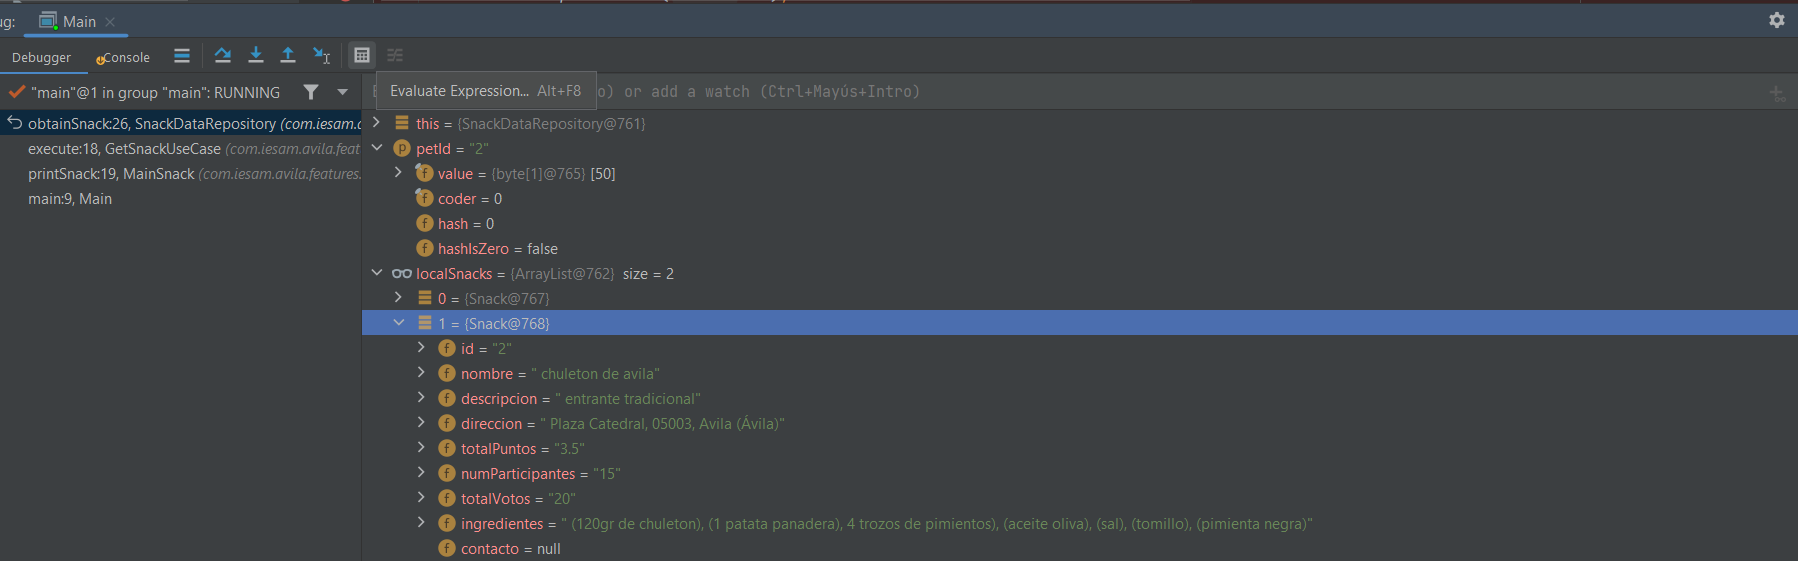 ug: Main
Debugger Console
"main"@1 in group "main": RUNNING
Evaluate Expression... Alt+F8
o) or add a watch (Ctrl+Mayús+Intro)
obtainSnack:26, SnackDataRepository (com.iesam.a
execute:18, GetSnackUseCase (com.iesam.avila.feat
printSnack:19, MainSnack (com.iesam.avila.features.
main:9, Main
this = {SnackDataRepository@761}
petId = "2"
value = {byte[1]@765} [50]
coder = 0
hash = 0
hashIsZero = false
localSnacks = {ArrayList@762} size = 2
0 = {Snack@767}
1 = {Snack@768}
id = "2"
nombre = " chuleton de avila"
descripcion = " entrante tradicional"
direccion = " Plaza Catedral, 05003, Avila (Ávila)"
totalPuntos = "3.5"
numParticipantes = "15"
totalVotos = "20"
ingredientes = " (120gr de chuleton), (1 patata panadera), 4 trozos de pimientos), (aceite oliva), (sal), (tomillo), (pimienta negra)"
contacto = null